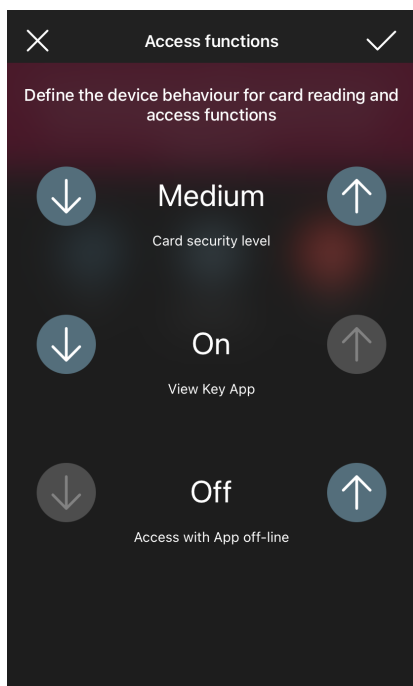 Access functions
Define the device behaviour for card reading and
access functions
Medium
Card security level
On
View Key App
Off
Access with App off-line